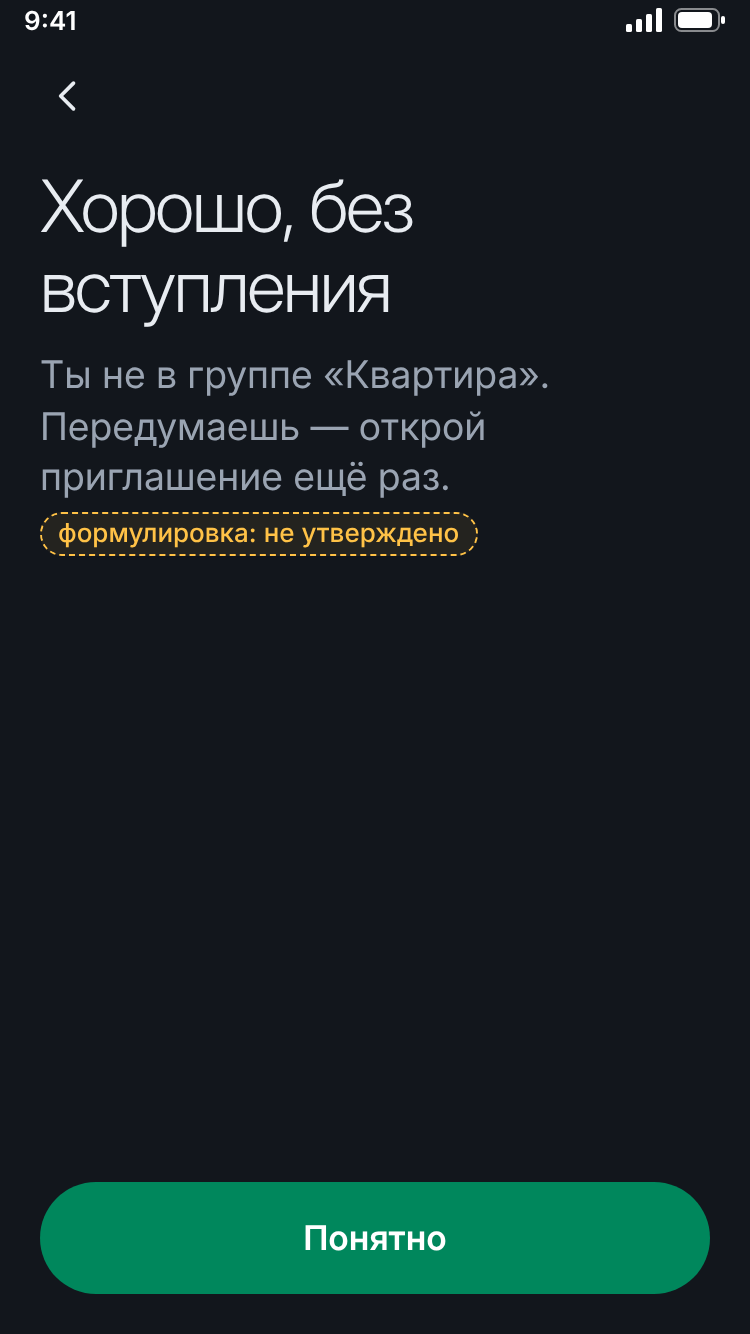 9:41
Хорошо, без
вступления
Ты не в группе «Квартира».
Передумаешь — открой
приглашение ещё раз.
формулировка: не утверждено
Понятно